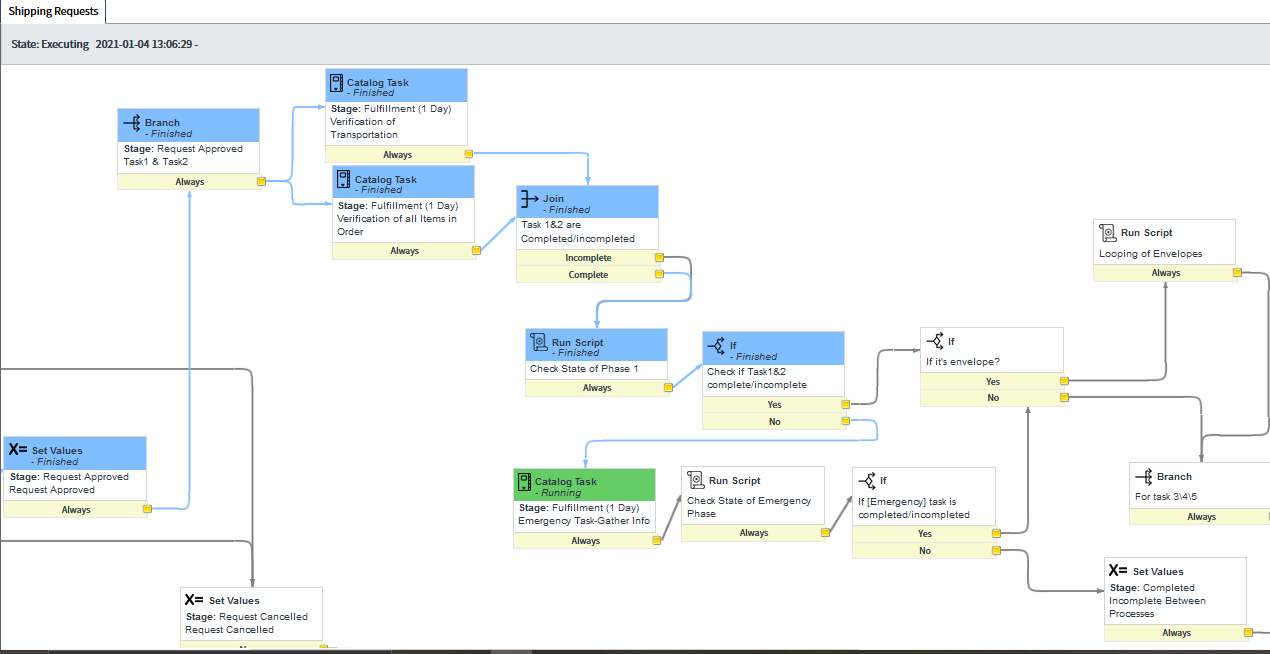 Shipping Requests
State: Executing 2021-01-04 13:06:29 -
Catalog Task
- Finished
Stage: Fulfillment (1 Day)
Verification of
Transportation
Always
Branch
- Finished
Stage: Request Approved
Task1 & Task2
Always
Catalog Task
- Finished
Stage: Fulfillment (1 Day)
Verification of all Items in
Order
Always
Join
- Finished
Task 1&2 are
Completed/incompleted
Incomplete
Complete
Run Script
Looping of Envelopes
Always
Run Script
- Finished
Check State of Phase 1
Always
If
- Finished
Check if Task1&2
complete/incomplete
Yes
No
If
If it's envelope?
Yes
No
X= Set Values
- Finished
Stage: Request Approved
Request Approved
Always
Catalog Task
- Running
Stage: Fulfillment (1 Day)
Emergency Task-Gather Info
Always
Run Script
Check State of Emergency
Phase
Always
If
If [Emergency] task is
completed/incompleted
Yes
No
Branch
For task 3\4\5
Always
X= Set Values
Stage: Request Cancelled
Request Cancelled
X= Set Values
Stage: Completed
Incomplete Between
Processes
Always